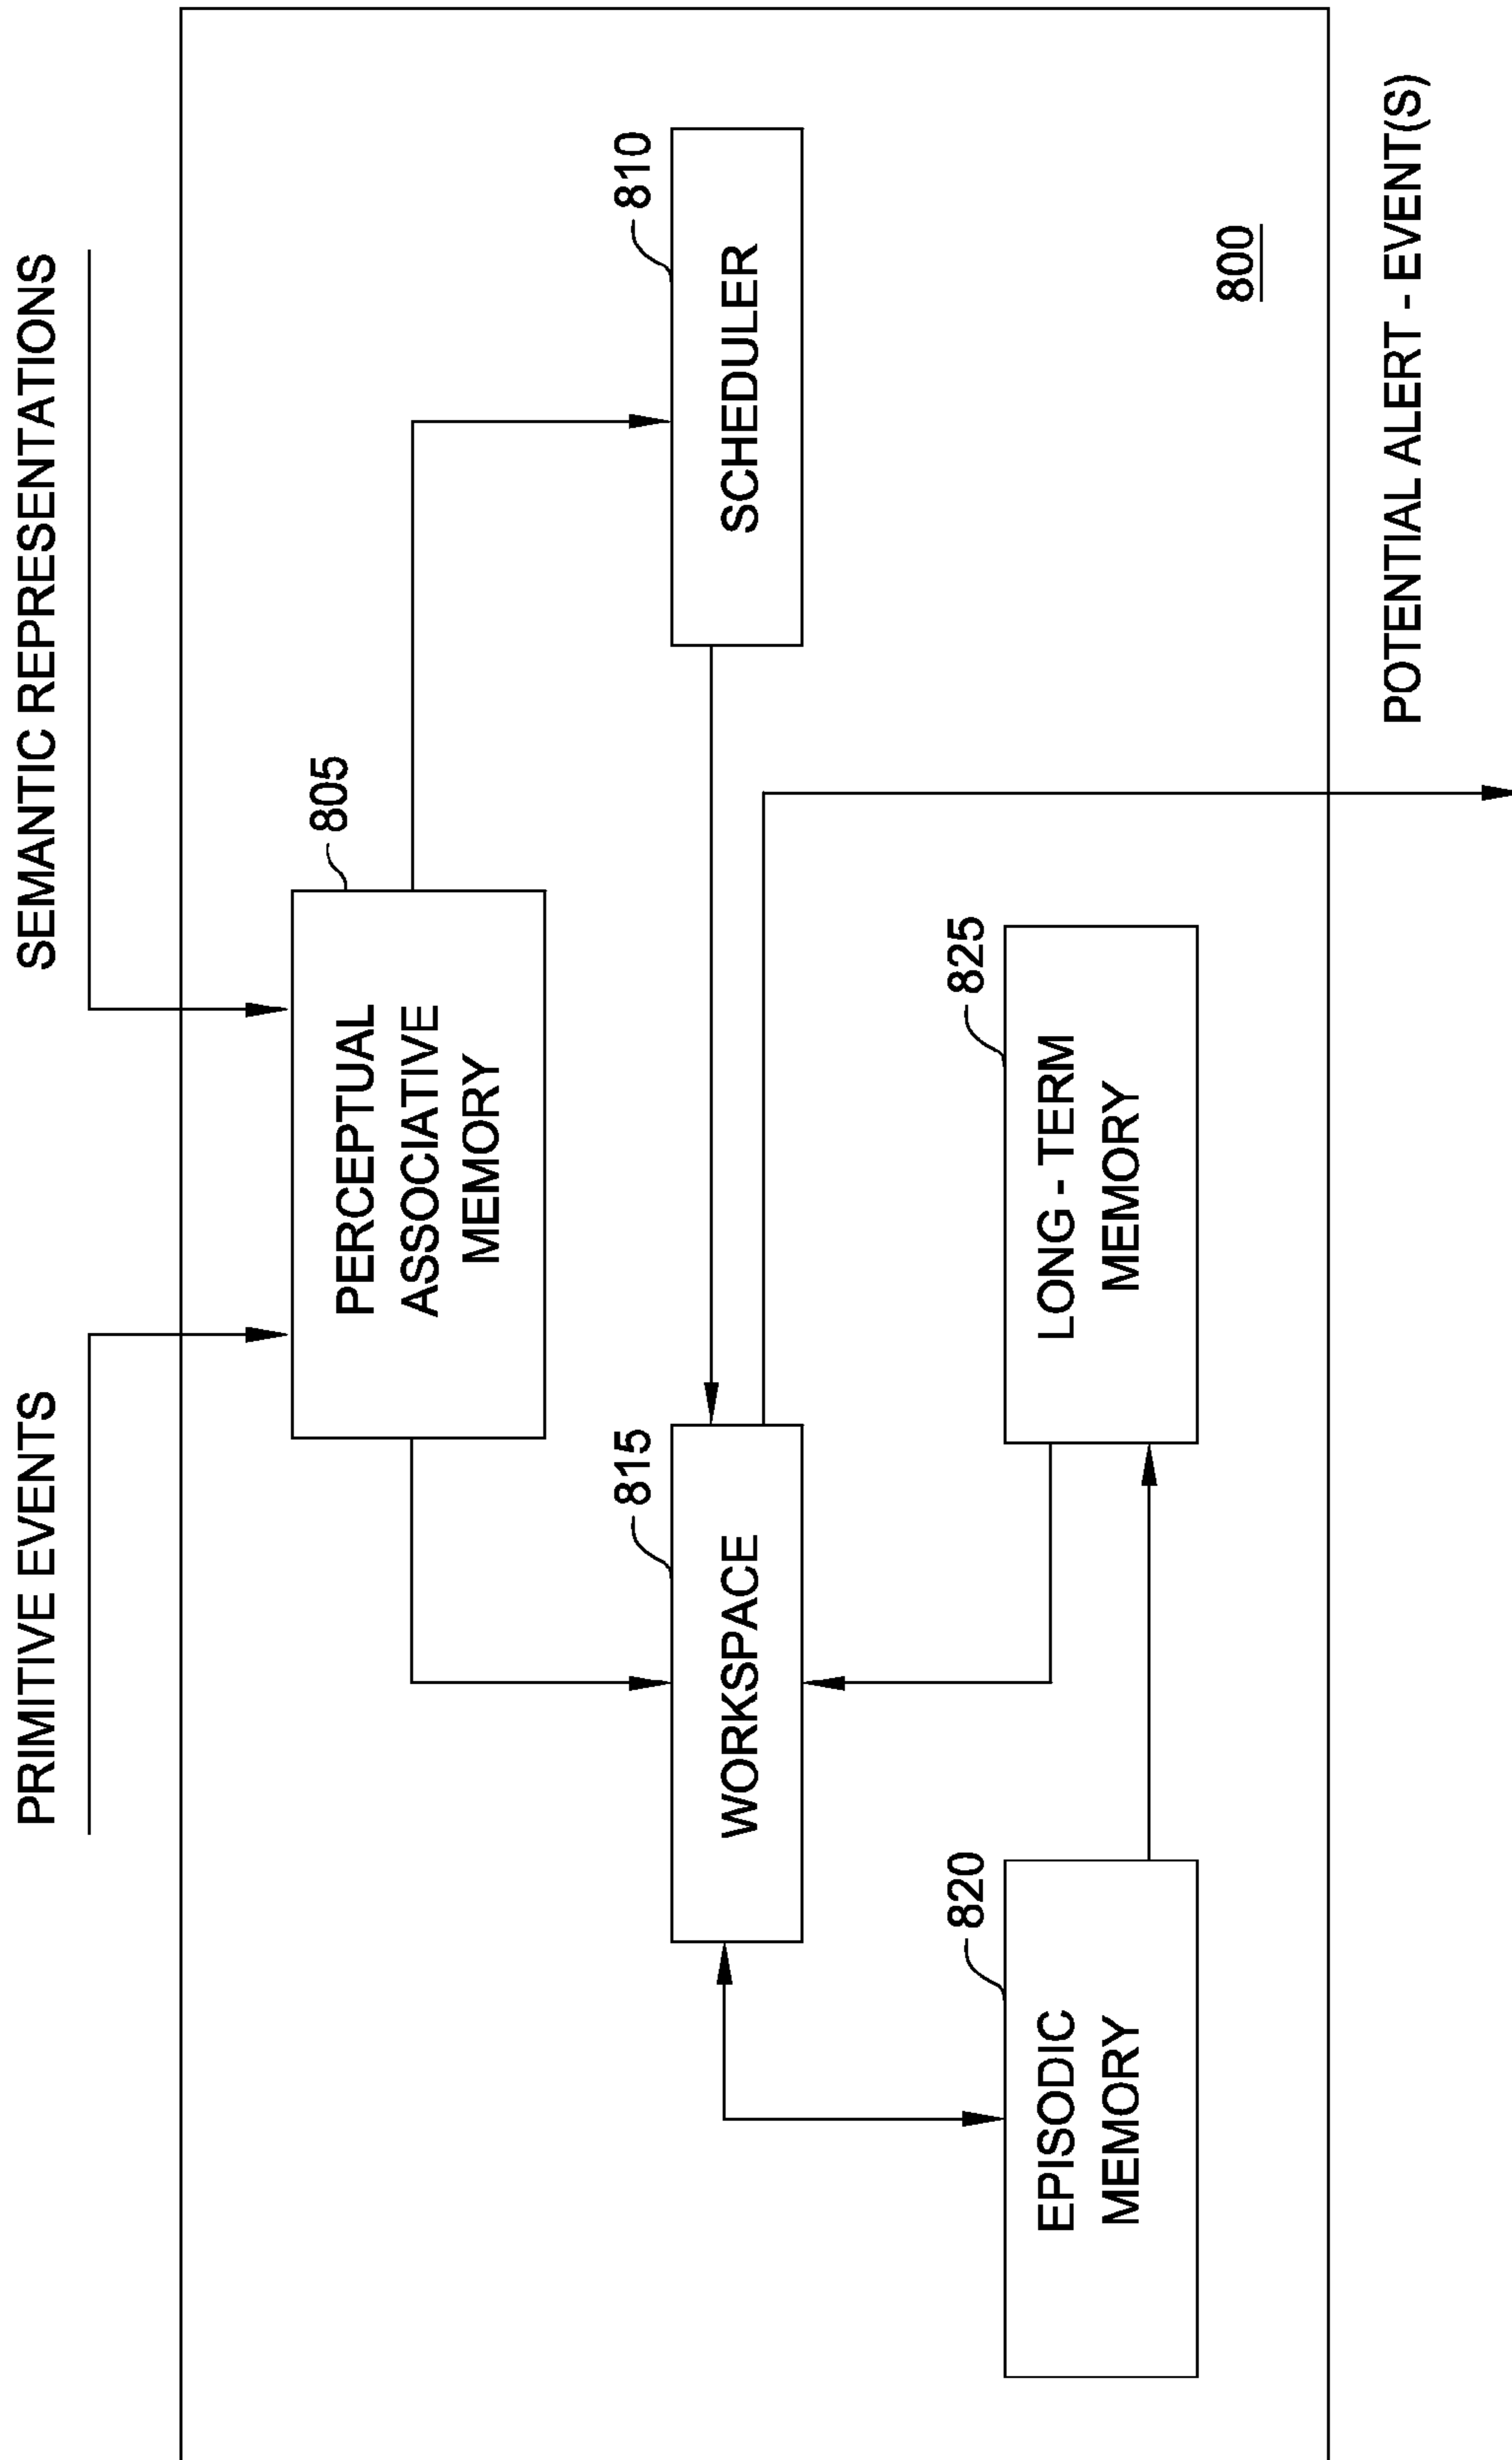 PRIMITIVE EVENTS
SEMANTIC REPRESENTATIONS
805
PERCEPTUAL
ASSOCIATIVE
MEMORY
815
WORKSPACE
810
SCHEDULER
820
EPISODIC
MEMORY
825
LONG - TERM
MEMORY
800
POTENTIAL ALERT - EVENT(S)